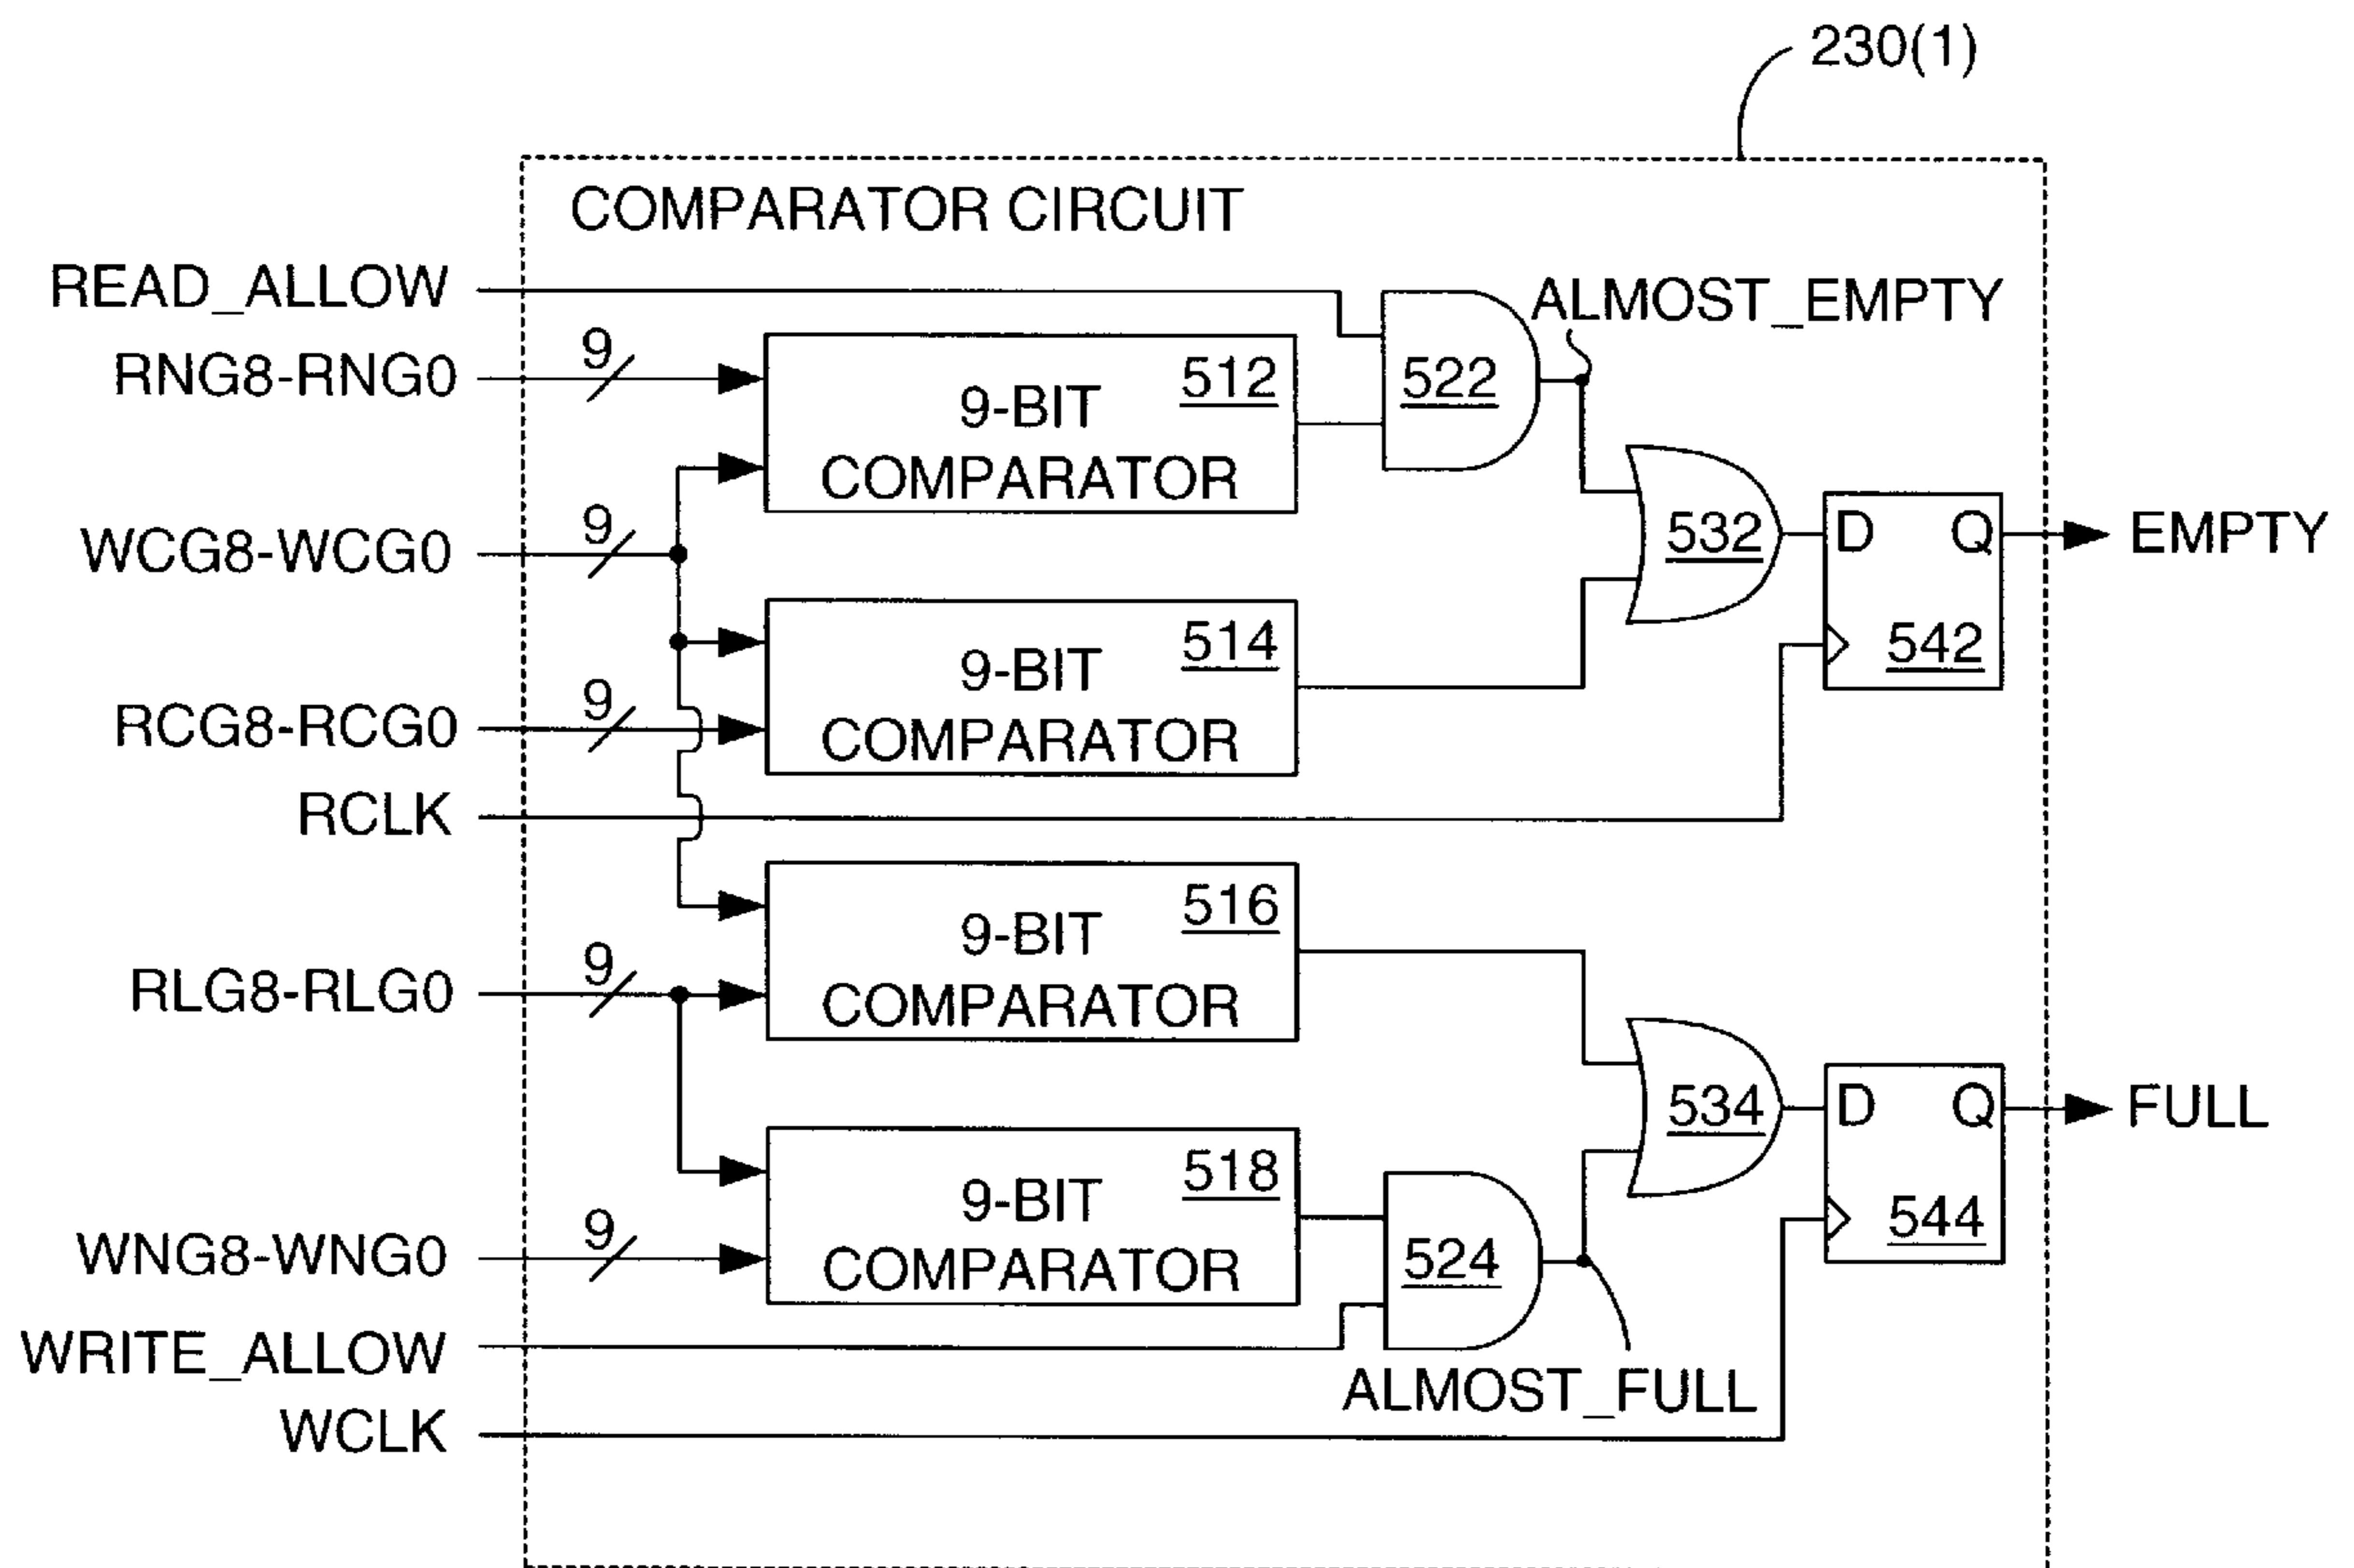 230(1)
COMPARATOR CIRCUIT
READ_ALLOW
ALMOST_EMPTY
RNG8-RNG0
9
512
9-BIT
COMPARATOR
522
WCG8-WCG0
9
532
D
Q
542
EMPTY
514
9-BIT
COMPARATOR
RCG8-RCG0
9
RCLK
516
9-BIT
COMPARATOR
RLG8-RLG0
9
534
D
Q
544
FULL
518
9-BIT
COMPARATOR
WNG8-WNG0
9
524
WRITE_ALLOW
ALMOST_FULL
WCLK